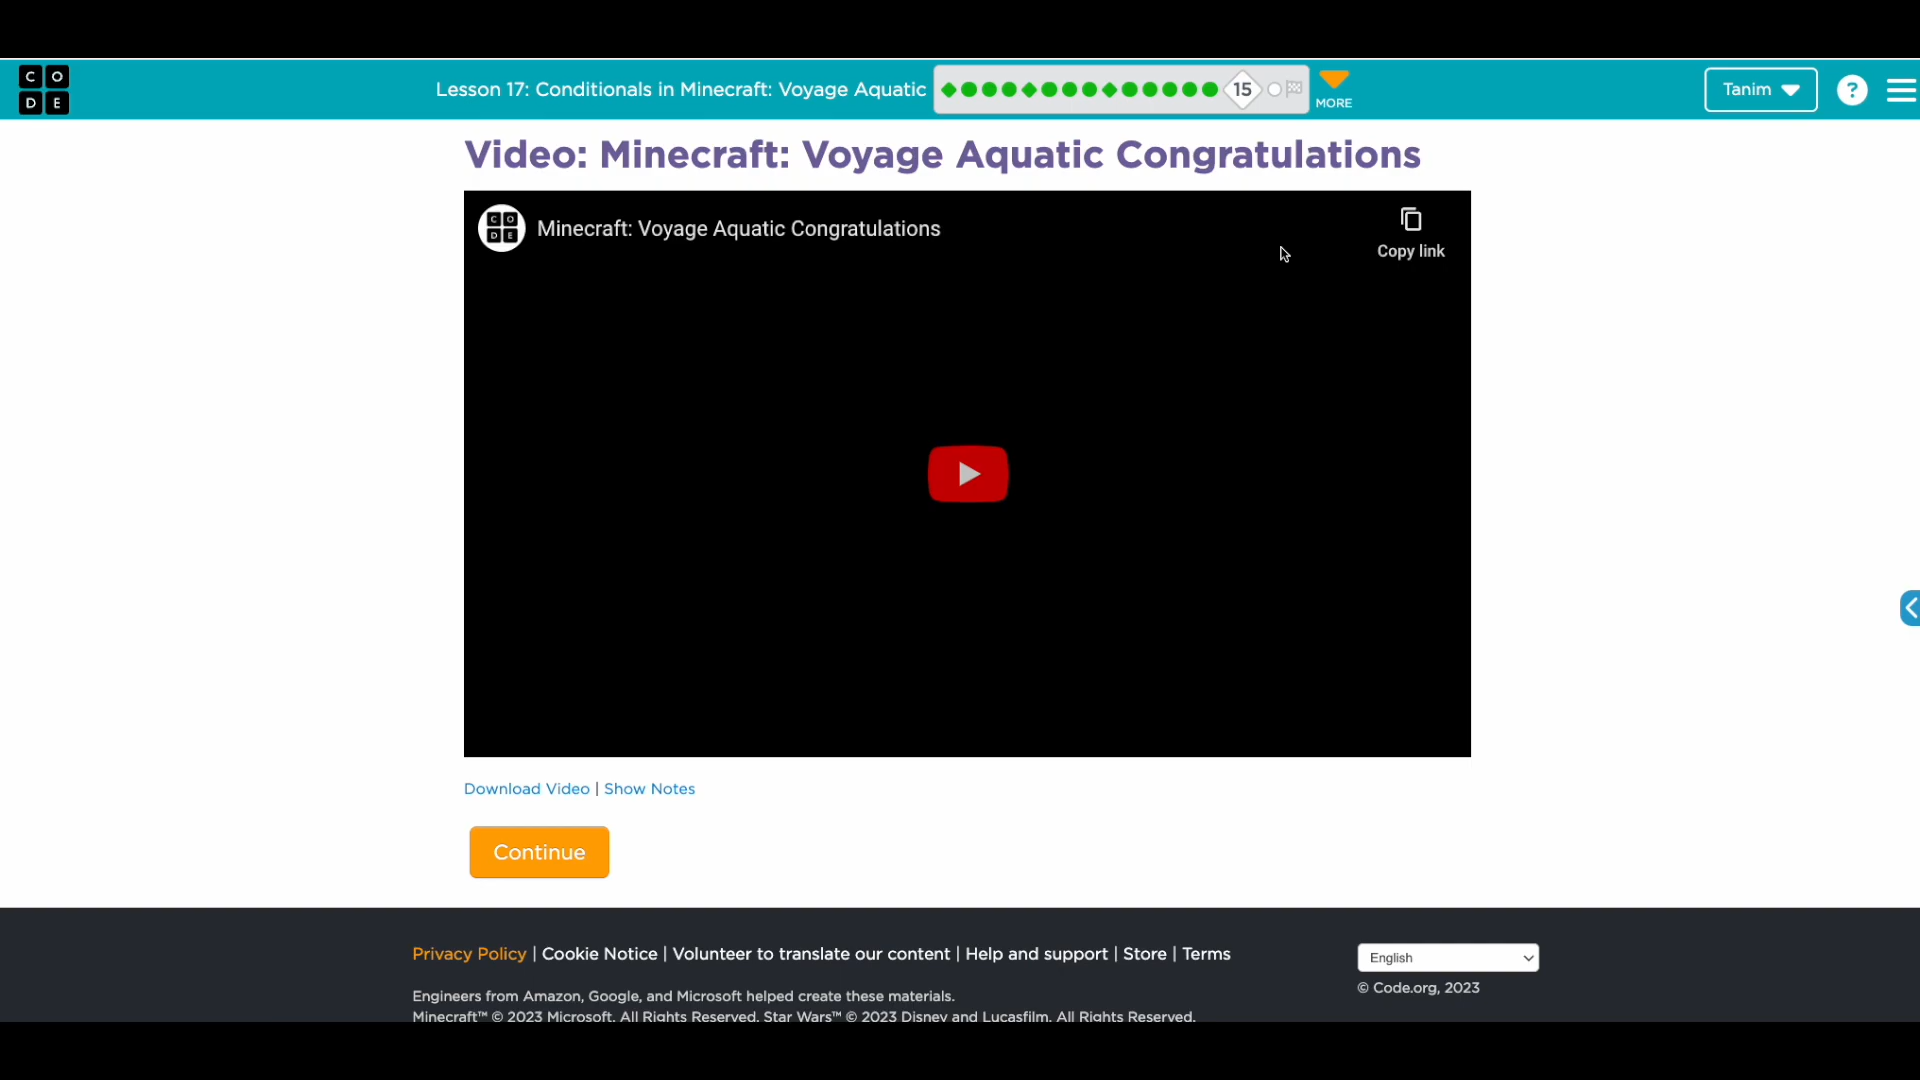 C O
D E
Lesson 17: Conditionals in Minecraft: Voyage Aquatic
15
MORE
Tanim
?
Video: Minecraft: Voyage Aquatic Congratulations
C O
D E
Minecraft: Voyage Aquatic Congratulations
Copy link
Download Video | Show Notes
Continue
Privacy Policy | Cookie Notice | Volunteer to translate our content | Help and support | Store | Terms
English
© Code.org, 2023
Engineers from Amazon, Google, and Microsoft helped create these materials.
Minecraft™ © 2023 Microsoft. All Rights Reserved. Star Wars™ © 2023 Disney and Lucasfilm. All Rights Reserved.